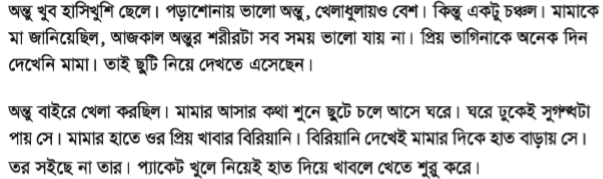 অন্তু খুব হাসিখুশি ছেলে। পড়াশোনায় ভালো অন্তু, খেলাধুলায়ও বেশ। কিন্তু একটু চঞ্চল। মামাকে
মা জানিয়েছিল, আজকাল অন্তুর শরীরটা সব সময় ভালো যায় না। প্রিয় ভাগিনাকে অনেক দিন
দেখেনি মামা। তাই ছুটি নিয়ে দেখতে এসেছেন।
অন্তু বাইরে খেলা করছিল। মামার আসার কথা শুনে ছুটে চলে আসে ঘরে। ঘরে ঢুকেই সুগন্ধটা
পায় সে। মামার হাতে ওর প্রিয় খাবার বিরিয়ানি। বিরিয়ানি দেখেই মামার দিকে হাত বাড়ায় সে।
তর সইছে না তার। প্যাকেট খুলে নিয়েই হাত দিয়ে খাবলে খেতে শুরু করে।